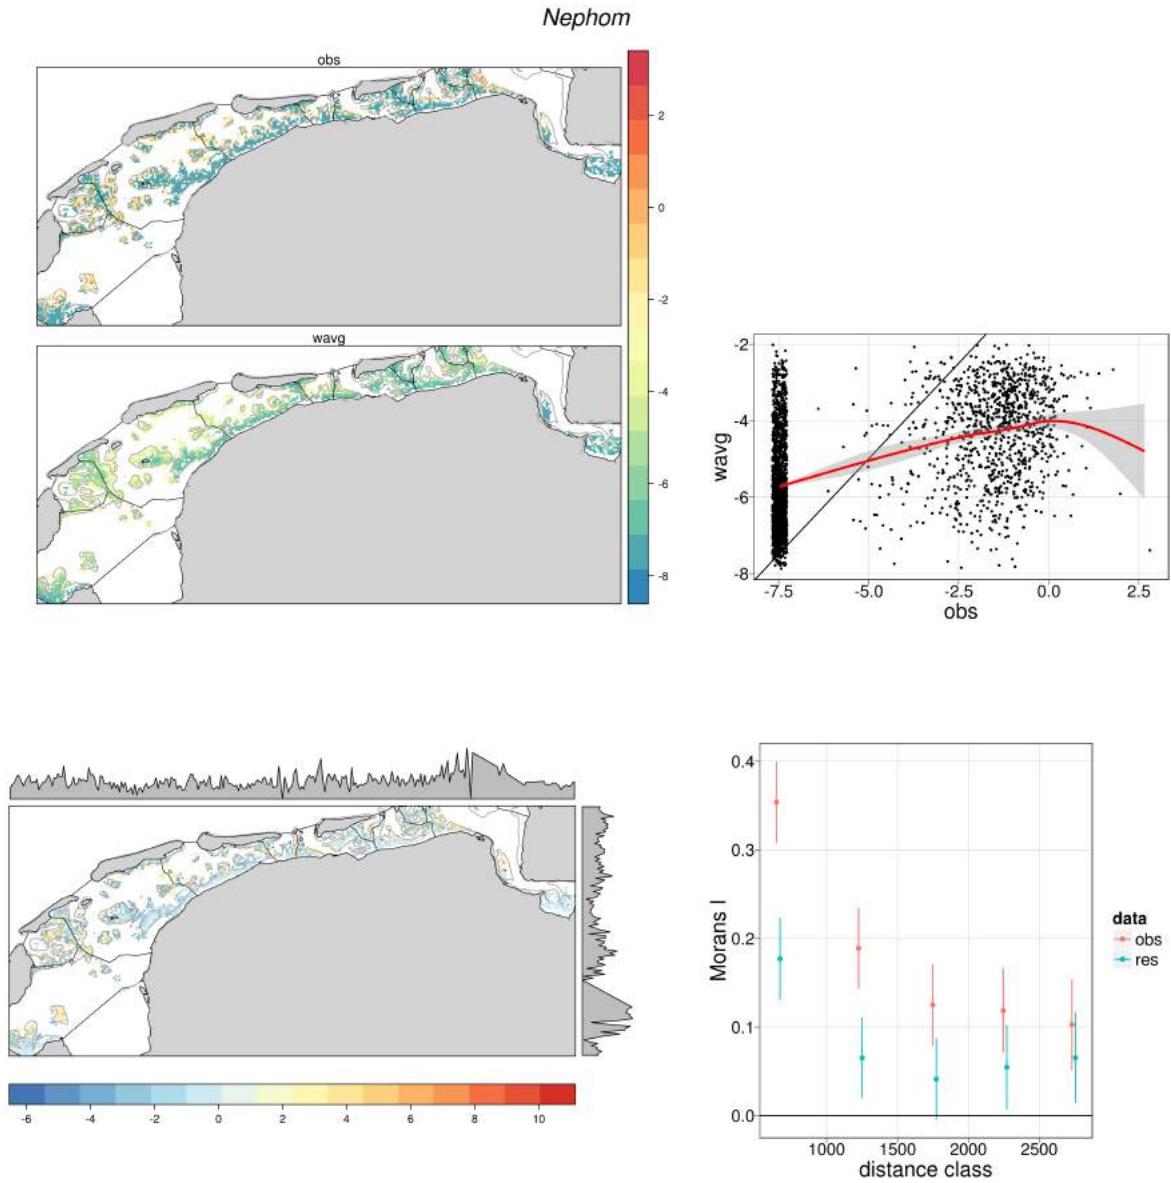 Nephom
obs
2
0
-2
-4
-6
-8
wavg
-2
-4
-6
-8
wavg
-7.5 -5.0 -2.5 0.0 2.5
obs
-6 -4 -2 0 2 4 6 8 10
0.4
0.3
0.2
0.1
0.0
Morans I
1000 1500 2000 2500
distance class
data
obs
res